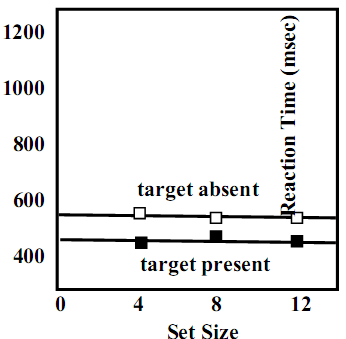 1200
1000
800
600
400
Reaction Time (msec)
target absent
target present
0 4 8 12
Set Size